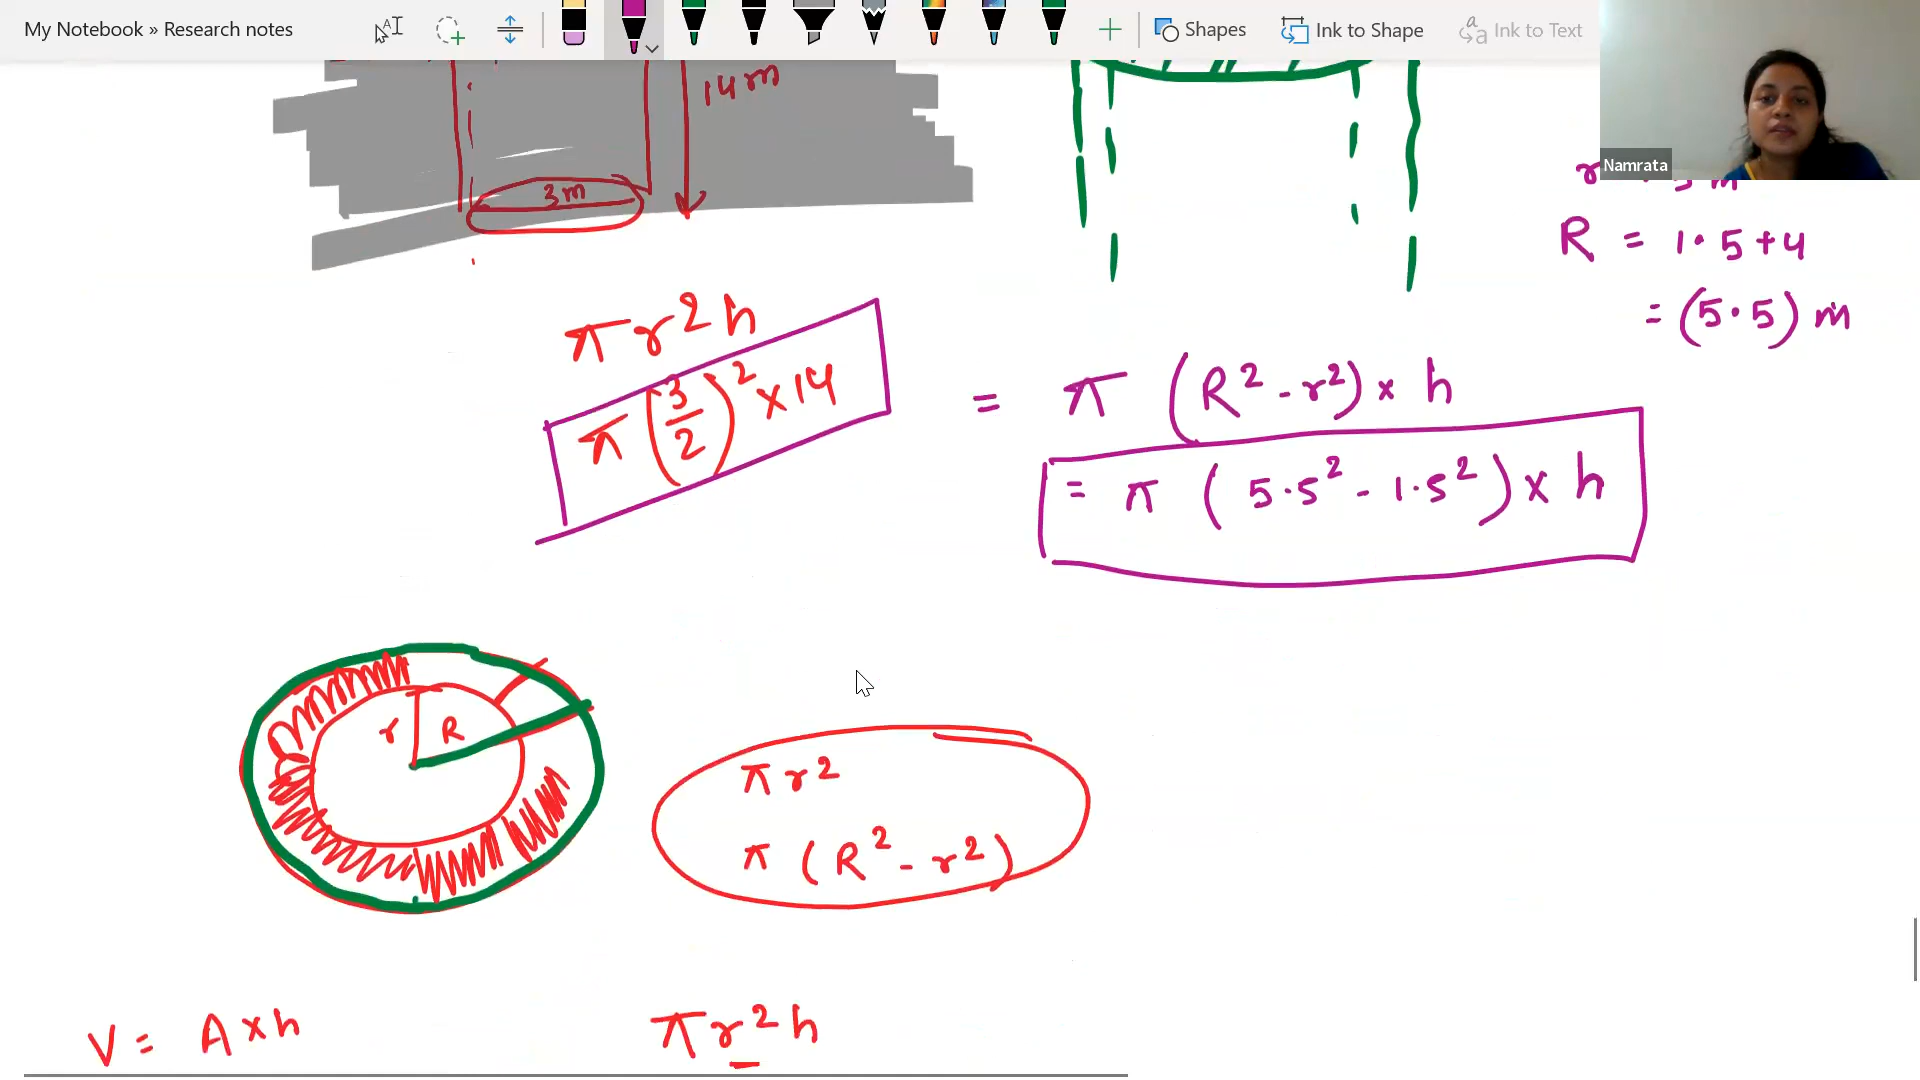 My Notebook » Research notes
Shapes
Ink to Shape
Ink to Text
Namrata
14m
3m
R = 1.5+4
= (5.5) m
πr²h
π(3/2)² × 14
= π (R² - r²) × h
= π (5.5² - 1.5²) × h
r R
πr²
π (R² - r²)
V = A×h
πr²h